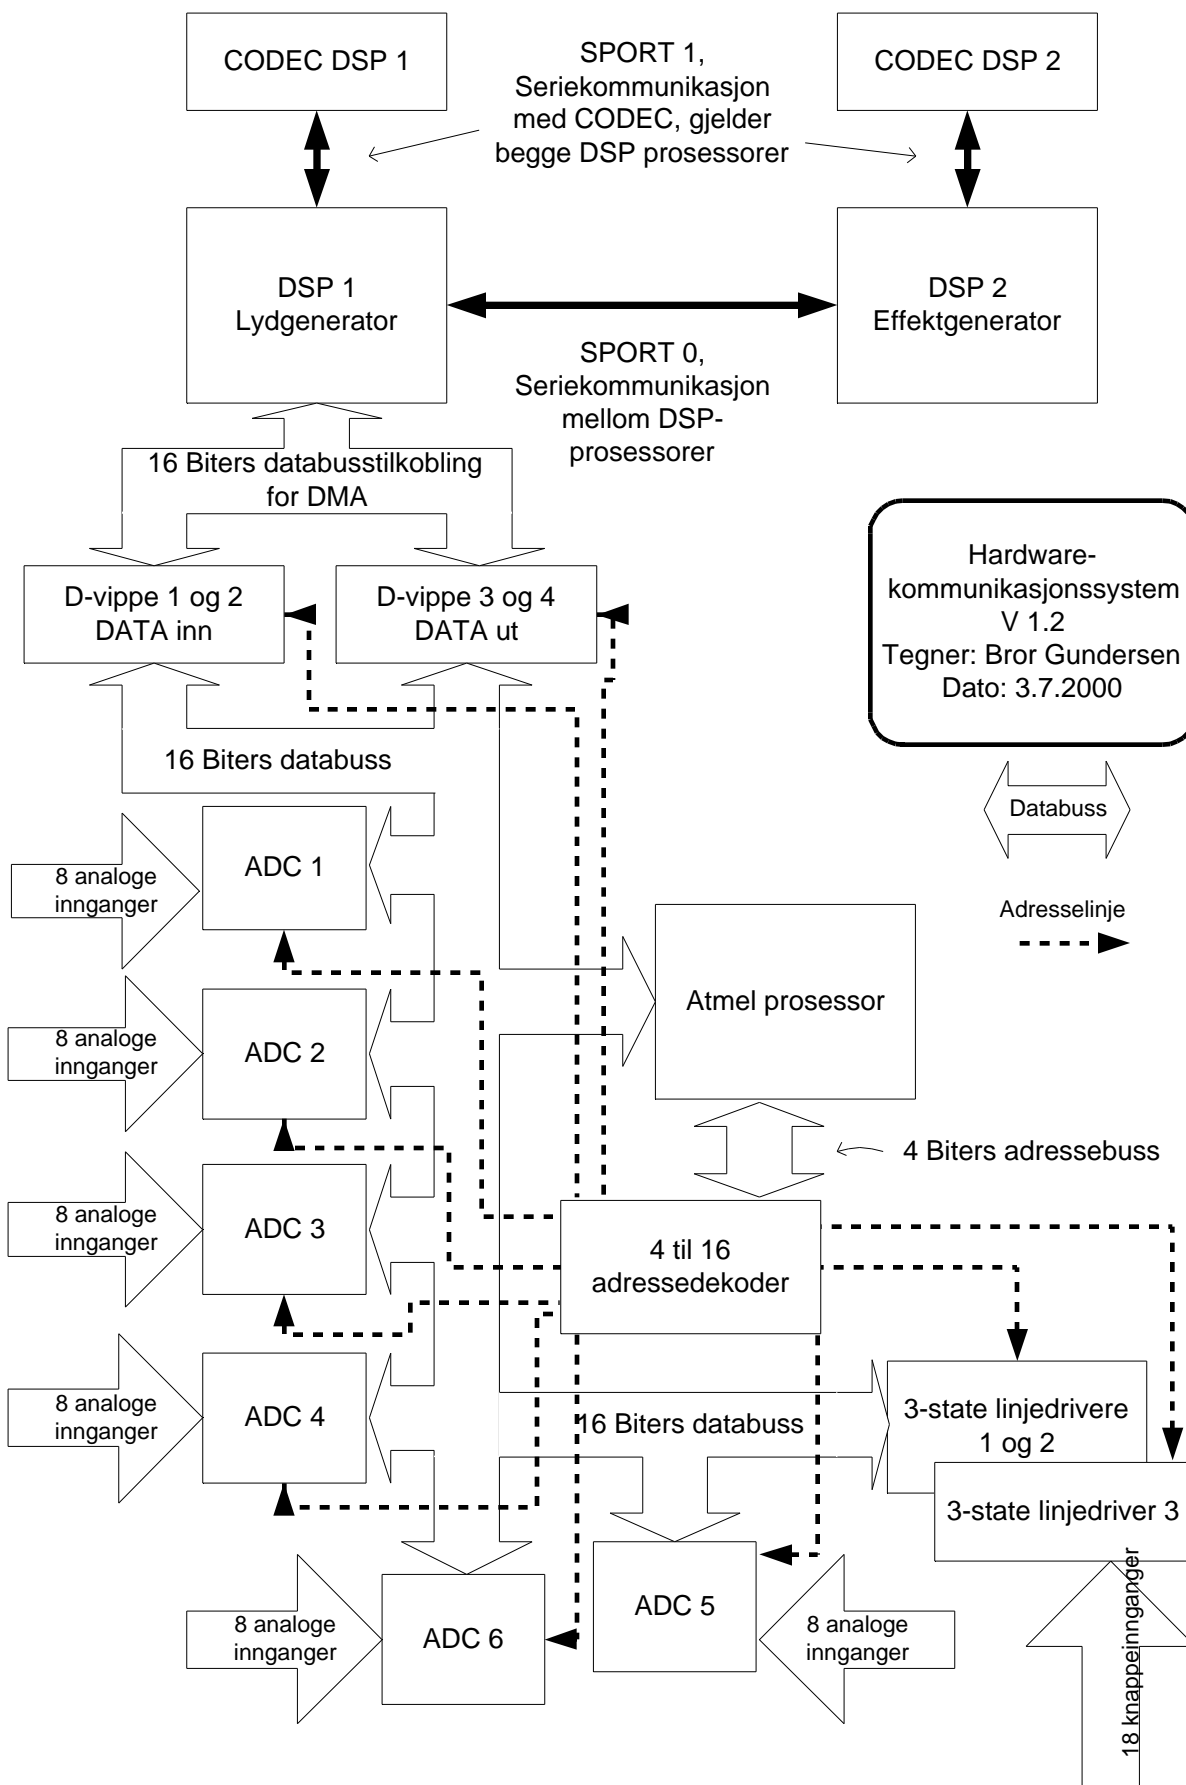 CODEC DSP 1
SPORT 1,
Seriekommunikasjon
med CODEC, gjelder
begge DSP prosessorer
CODEC DSP 2
DSP 1
Lydgenerator
DSP 2
Effektgenerator
SPORT 0,
Seriekommunikasjon
mellom DSP-
prosessorer
16 Biters databusstilkobling
for DMA
D-vippe 1 og 2
DATA inn
D-vippe 3 og 4
DATA ut
Hardware-
kommunikasjonssystem
V 1.2
Tegner: Bror Gundersen
Dato: 3.7.2000
16 Biters databuss
Databuss
Adresselinje
8 analoge
innganger
ADC 1
Atmel prosessor
8 analoge
innganger
ADC 2
4 Biters adressebuss
8 analoge
innganger
ADC 3
4 til 16
adressedekoder
8 analoge
innganger
ADC 4
16 Biters databuss
3-state linjedrivere
1 og 2
3-state linjedriver 3
8 analoge
innganger
ADC 6
ADC 5
8 analoge
innganger
18 knappeinnganger